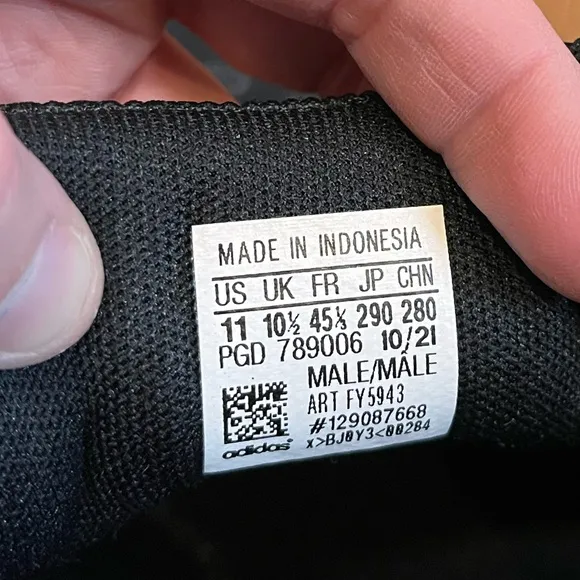 MADE IN INDONESIA
US UK FR JP CHN
11 10½ 45⅓ 290 280
PGD 789006 10/21
MALE/MÂLE
ART FY5943
#129087668
x>BJ0Y3<00284
adidas